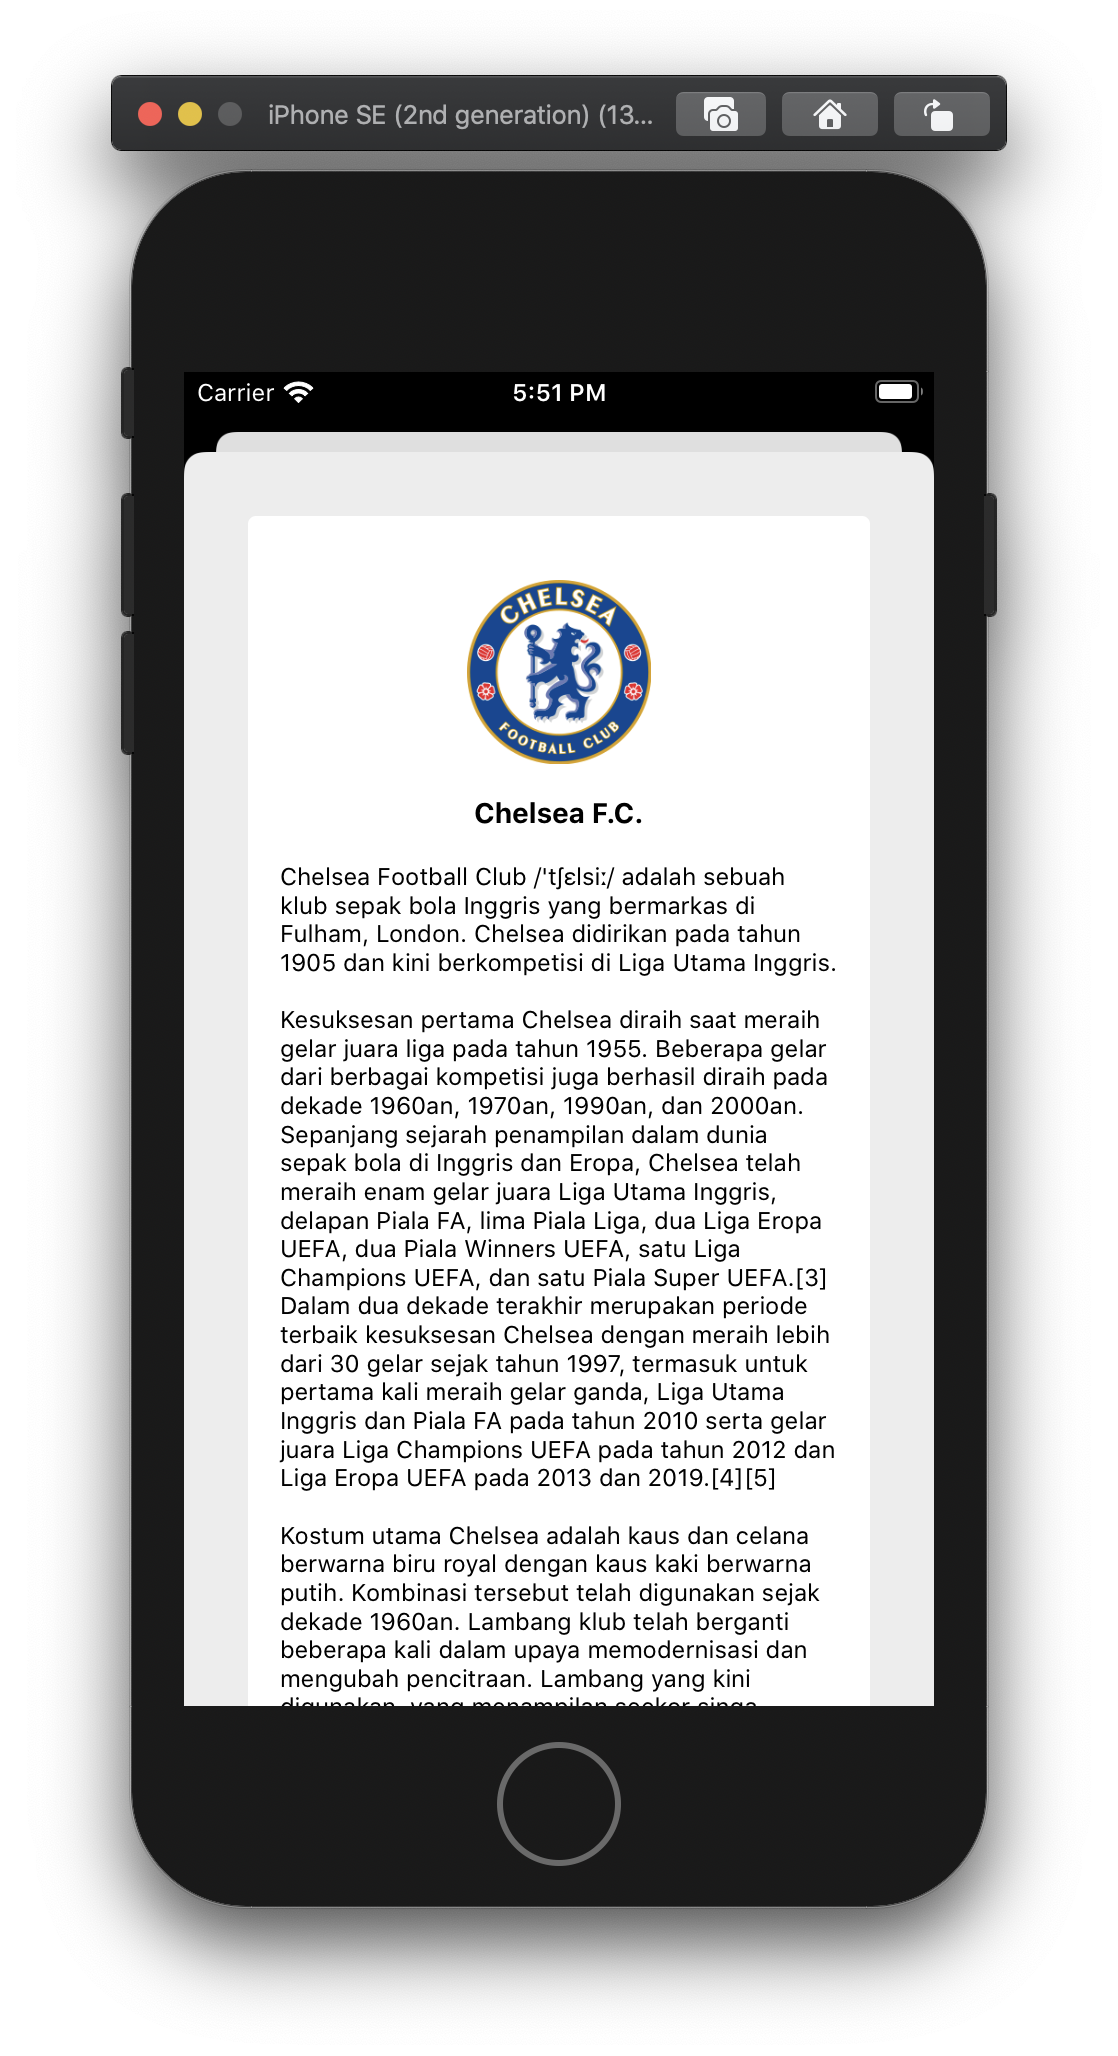 iPhone SE (2nd generation) (13...
Carrier
5:51 PM
CHELSEA
FOOTBALL CLUB
Chelsea F.C.
Chelsea Football Club /'tʃɛlsiː/ adalah sebuah
klub sepak bola Inggris yang bermarkas di
Fulham, London. Chelsea didirikan pada tahun
1905 dan kini berkompetisi di Liga Utama Inggris.
Kesuksesan pertama Chelsea diraih saat meraih
gelar juara liga pada tahun 1955. Beberapa gelar
dari berbagai kompetisi juga berhasil diraih pada
dekade 1960an, 1970an, 1990an, dan 2000an.
Sepanjang sejarah penampilan dalam dunia
sepak bola di Inggris dan Eropa, Chelsea telah
meraih enam gelar juara Liga Utama Inggris,
delapan Piala FA, lima Piala Liga, dua Liga Eropa
UEFA, dua Piala Winners UEFA, satu Liga
Champions UEFA, dan satu Piala Super UEFA.[3]
Dalam dua dekade terakhir merupakan periode
terbaik kesuksesan Chelsea dengan meraih lebih
dari 30 gelar sejak tahun 1997, termasuk untuk
pertama kali meraih gelar ganda, Liga Utama
Inggris dan Piala FA pada tahun 2010 serta gelar
juara Liga Champions UEFA pada tahun 2012 dan
Liga Eropa UEFA pada 2013 dan 2019.[4][5]
Kostum utama Chelsea adalah kaus dan celana
berwarna biru royal dengan kaus kaki berwarna
putih. Kombinasi tersebut telah digunakan sejak
dekade 1960an. Lambang klub telah berganti
beberapa kali dalam upaya memodernisasi dan
mengubah pencitraan. Lambang yang kini
digunakan, yang menampilan seekor singa